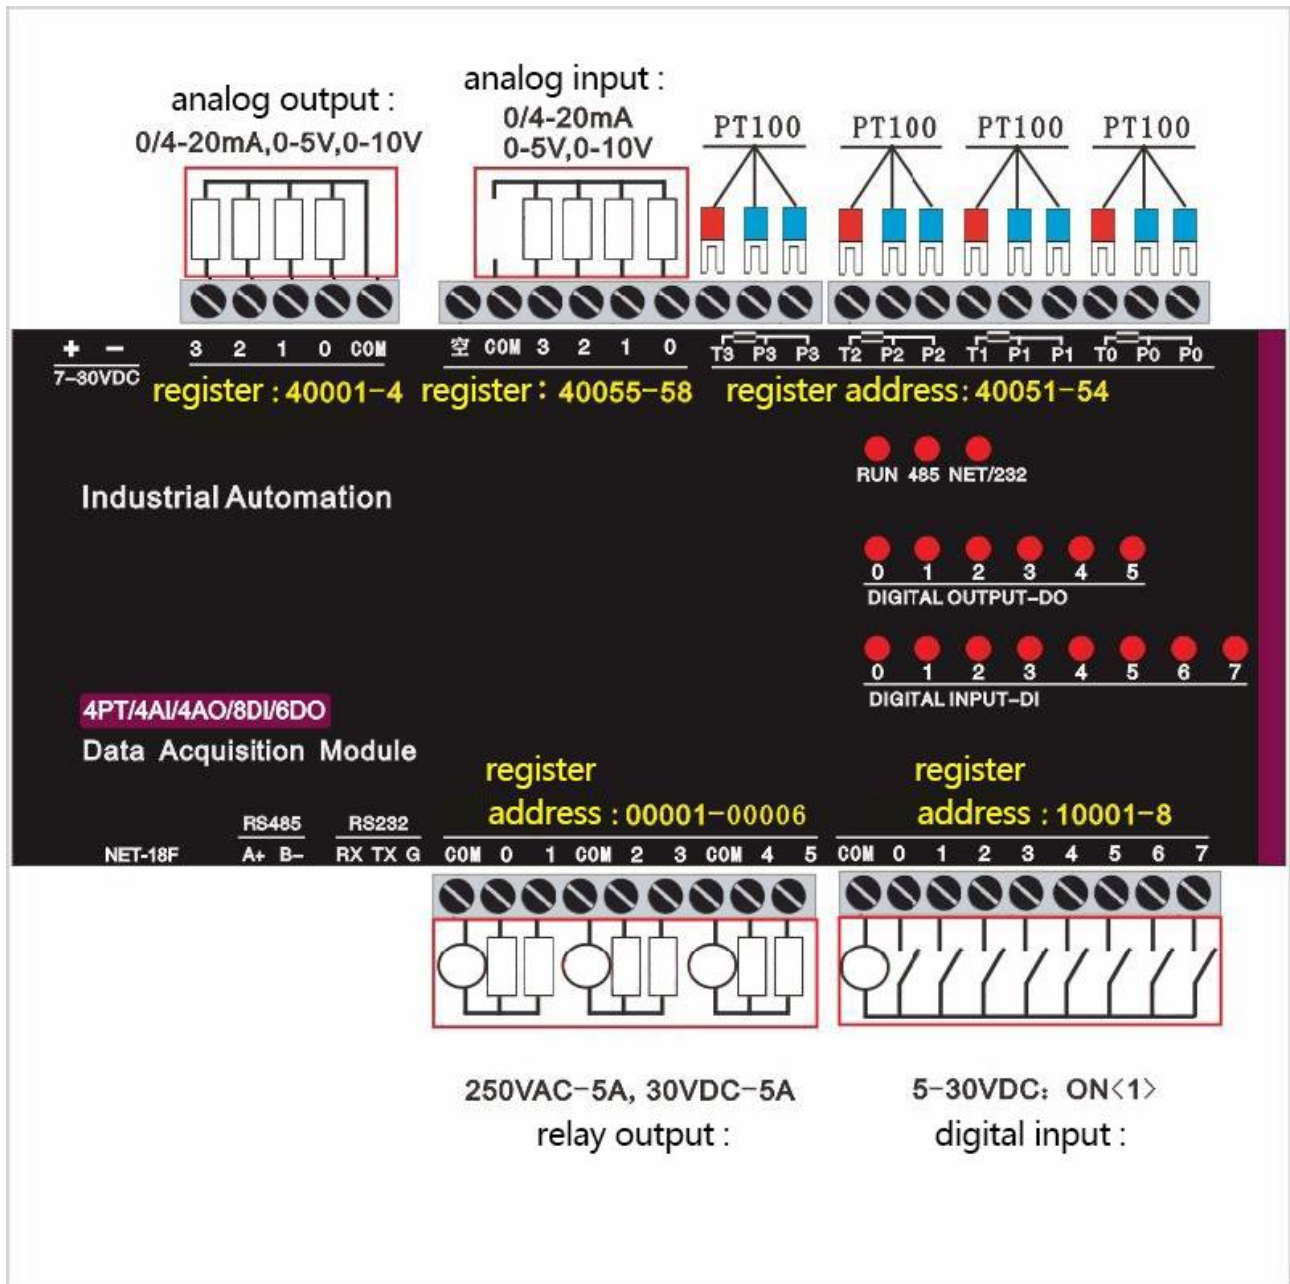 analog output :
0/4-20mA,0-5V,0-10V
analog input :
0/4-20mA
0-5V,0-10V
PT100 PT100 PT100 PT100
+ -
7-30VDC
3 2 1 0 COM
空 COM 3 2 1 0
T3 P3 P3 T2 P2 P2 T1 P1 P1 T0 P0 P0
register : 40001-4
register : 40055-58
register address: 40051-54
RUN 485 NET/232
Industrial Automation
0 1 2 3 4 5
DIGITAL OUTPUT-DO
0 1 2 3 4 5 6 7
DIGITAL INPUT-DI
4PT/4AI/4AO/8DI/6DO
Data Acquisition Module
register
address : 00001-00006
register
address : 10001-8
RS485 RS232
NET-18F A+ B- RX TX G
COM 0 1 COM 2 3 COM 4 5
COM 0 1 2 3 4 5 6 7
250VAC-5A, 30VDC-5A
relay output :
5-30VDC: ON<1>
digital input :